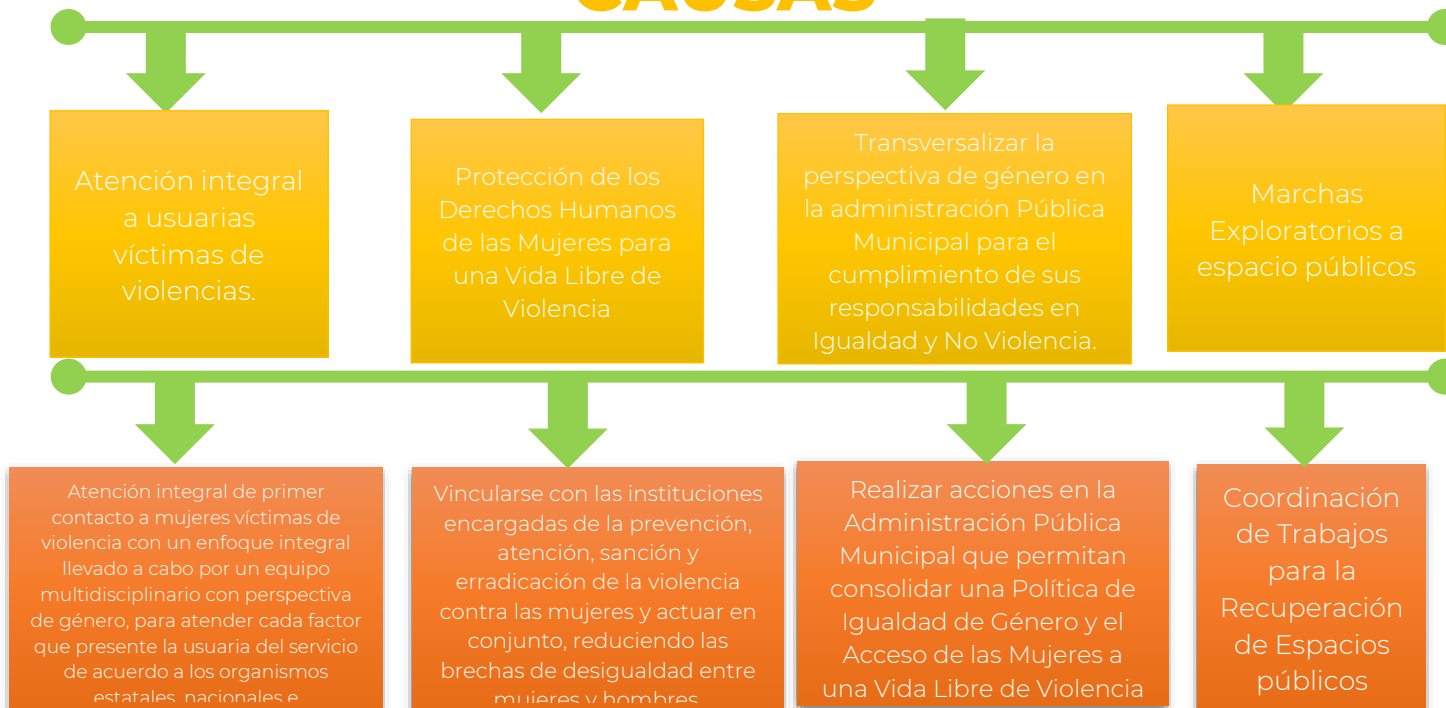 CAUSAS
Atención integral
a usuarias
víctimas de
violencias.
Protección de los
Derechos Humanos
de las Mujeres para
una Vida Libre de
Violencia
Transversalizar la
perspectiva de género en
la administración Pública
Municipal para el
cumplimiento de sus
responsabilidades en
Igualdad y No Violencia.
Marchas
Exploratorios a
espacio públicos
Atención integral de primer
contacto a mujeres víctimas de
violencia con un enfoque integral
llevado a cabo por un equipo
multidisciplinario con perspectiva
de género, para atender cada factor
que presente la usuaria del servicio
de acuerdo a los organismos
estatales, nacionales e
Vincularse con las instituciones
encargadas de la prevención,
atención, sanción y
erradicación de la violencia
contra las mujeres y actuar en
conjunto, reduciendo las
brechas de desigualdad entre
mujeres y hombres
Realizar acciones en la
Administración Pública
Municipal que permitan
consolidar una Política de
Igualdad de Género y el
Acceso de las Mujeres a
una Vida Libre de Violencia
Coordinación
de Trabajos
para la
Recuperación
de Espacios
públicos